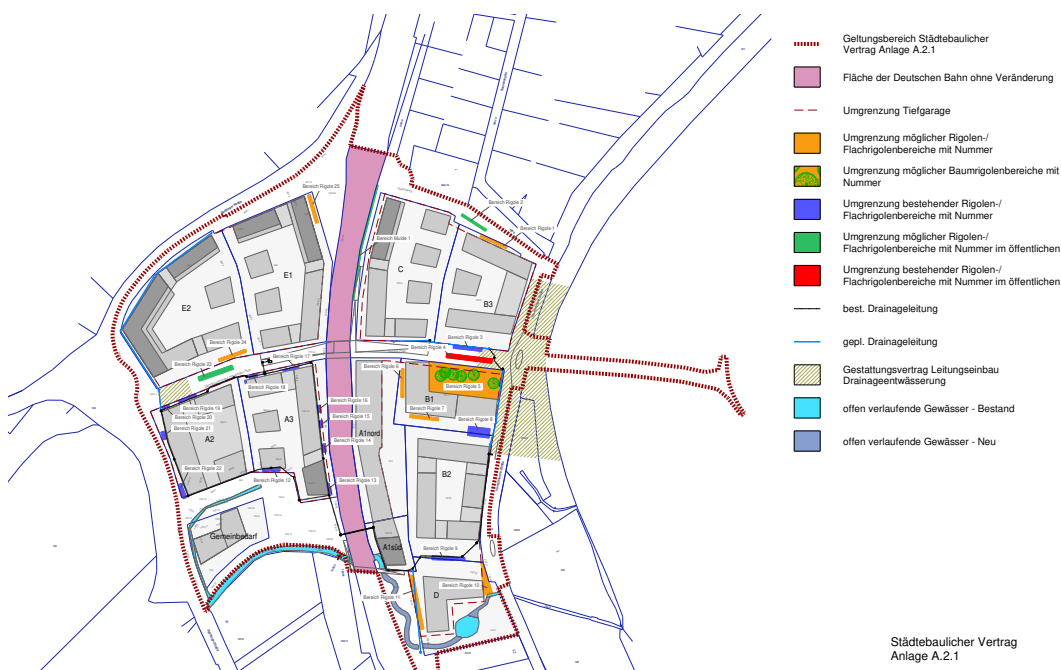 Geltungsbereich Städtebaulicher
Vertrag Anlage A.2.1
Fläche der Deutschen Bahn ohne Veränderung
Umgrenzung Tiefgarage
Umgrenzung möglicher Rigolen-/
Flachrigolenbereiche mit Nummer
Umgrenzung möglicher Baumrigolenbereiche mit
Nummer
Umgrenzung bestehender Rigolen-/
Flachrigolenbereiche mit Nummer
Umgrenzung möglicher Rigolen-/
Flachrigolenbereiche mit Nummer im öffentlichen
Umgrenzung bestehender Rigolen-/
Flachrigolenbereiche mit Nummer im öffentlichen
best. Drainageleitung
gepl. Drainageleitung
Gestattungsvertrag Leitungseinbau
Drainageentwässerung
offen verlaufende Gewässer - Bestand
offen verlaufende Gewässer - Neu
Städtebaulicher Vertrag
Anlage A.2.1
Bereich Rigole 25
Bereich Rigole 2
Bereich Rigole 1
Bereich Mulde 1
E1
C
E2
B3
Bereich Rigole 3
Bereich Rigole 4
Bereich Rigole 24
Bereich Rigole 17
Bereich Rigole 23
Bereich Rigole 6
Bereich Rigole 18
Bereich Rigole 5
B1
Bereich Rigole 16
Bereich Rigole 19
Bereich Rigole 7
Bereich Rigole 20
Bereich Rigole 15
Bereich Rigole 8
A3
Bereich Rigole 21
A1nord
A2
Bereich Rigole 14
Bereich Rigole 22
B2
Bereich Rigole 12
Bereich Rigole 13
Gemeinbedarf
A1süd
Bereich Rigole 9
Bereich Rigole 10
D
Bereich Rigole 11